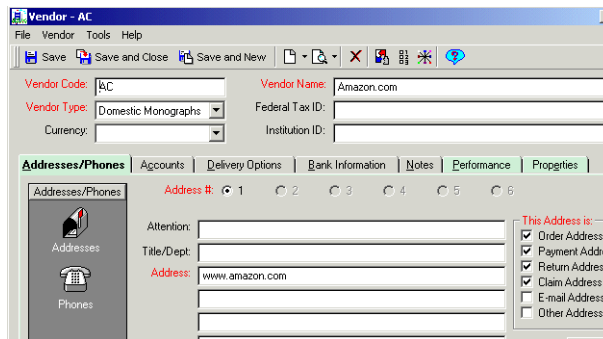 Vendor - AC
File Vendor Tools Help
Save Save and Close Save and New
Vendor Code: AC Vendor Name: Amazon.com
Vendor Type: Domestic Monographs Federal Tax ID:
Currency: Institution ID:
Addresses/Phones Accounts Delivery Options Bank Information Notes Performance Properties
Addresses/Phones Address #: 1 2 3 4 5 6
Attention: This Address is:
Addresses Title/Dept: Order Address
Address: www.amazon.com Payment Addr
Return Address
Phones Claim Address
E-mail Address
Other Address